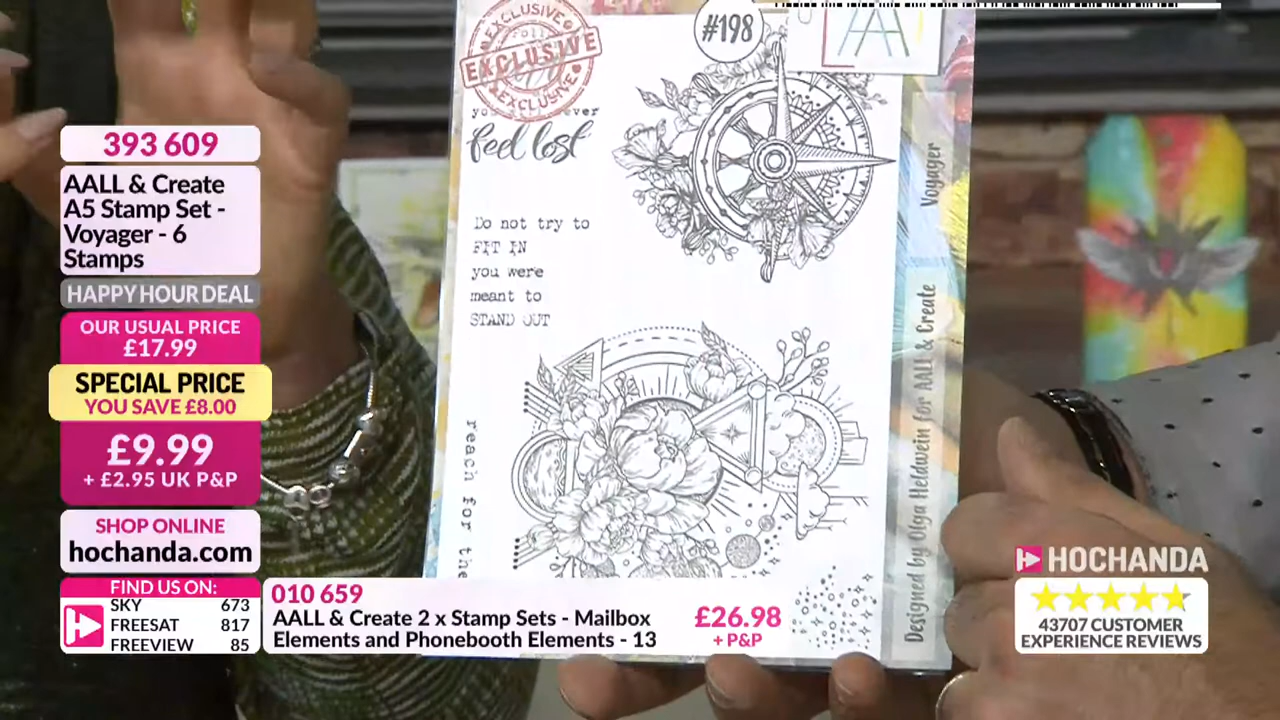 393 609
AALL & Create
A5 Stamp Set -
Voyager - 6
Stamps
HAPPY HOUR DEAL
OUR USUAL PRICE
£17.99
SPECIAL PRICE
YOU SAVE £8.00
£9.99
+ £2.95 UK P&P
SHOP ONLINE
hochanda.com
FIND US ON:
SKY 673
FREESAT 817
FREEVIEW 85
010 659
AALL & Create 2 x Stamp Sets - Mailbox
Elements and Phonebooth Elements - 13
£26.98
+ P&P
EXCLUSIVE
EXCLUSIVE
EXCLUSIVE
#198
feel lost
Do not try to
FIT IN
you were
meant to
STAND OUT
reach for the
Voyager
Designed by Olga Heldwein for AALL & Create
HOCHANDA
43707 CUSTOMER
EXPERIENCE REVIEWS